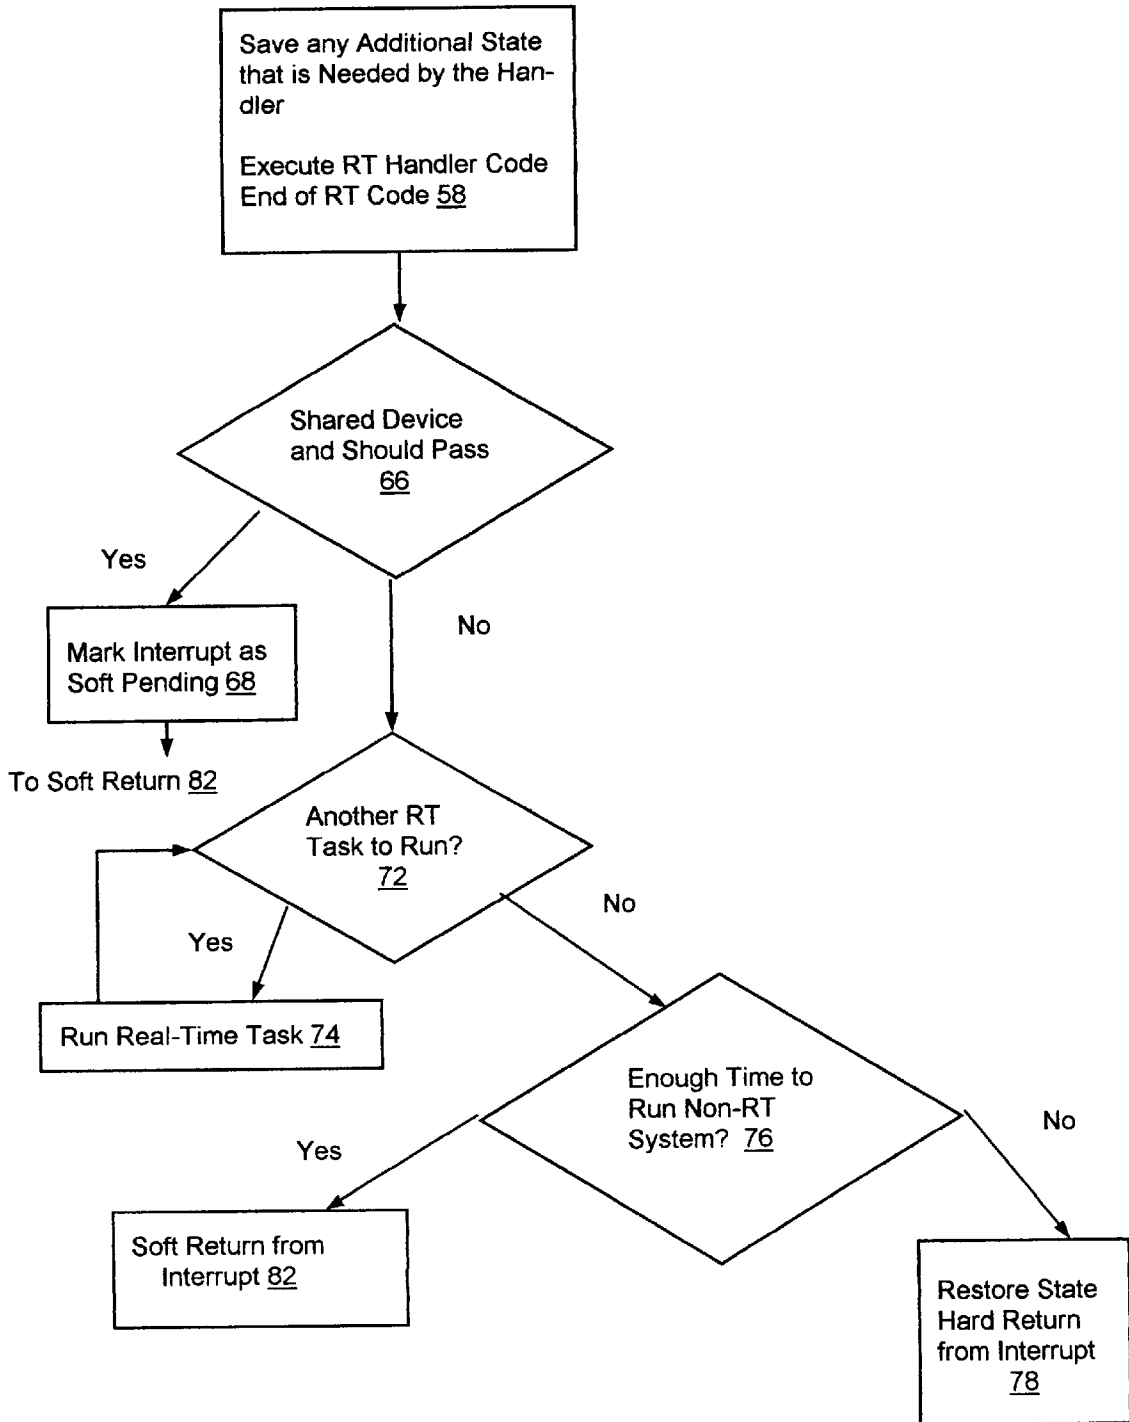 Save any Additional State
that is Needed by the Han-
dler
Execute RT Handler Code
End of RT Code 58
Shared Device
and Should Pass
66
Yes
No
Mark Interrupt as
Soft Pending 68
To Soft Return 82
Another RT
Task to Run?
72
No
Yes
Run Real-Time Task 74
Enough Time to
Run Non-RT
System? 76
Yes
No
Soft Return from
Interrupt 82
Restore State
Hard Return
from Interrupt
78